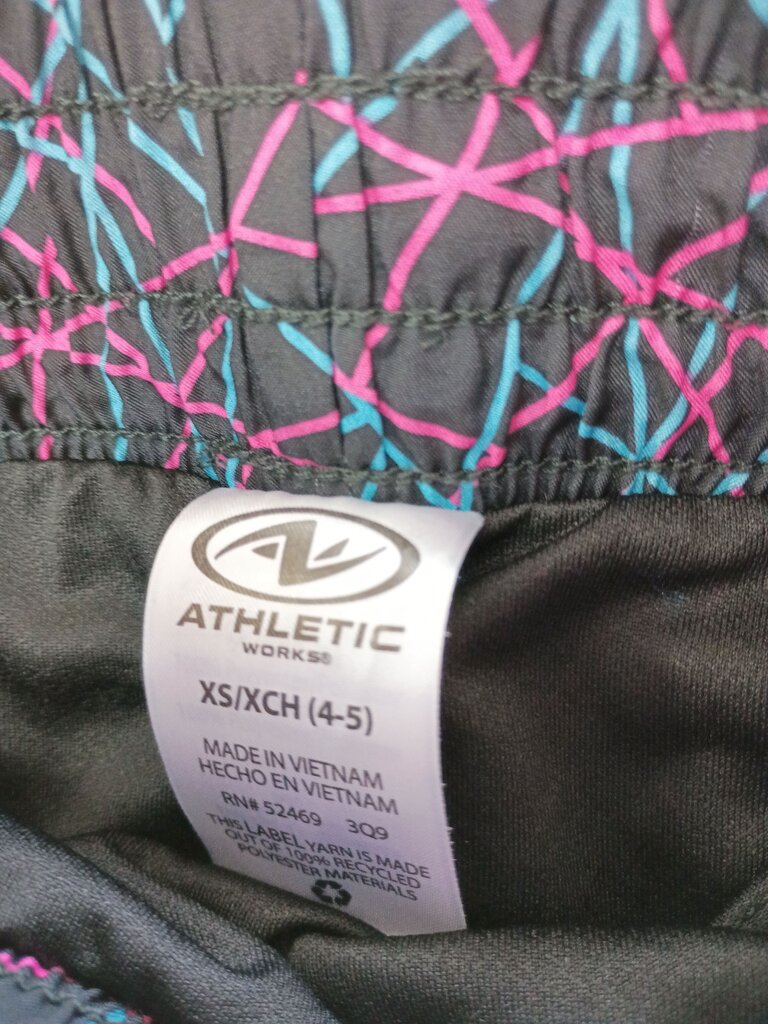 ATHLETIC
WORKS®
XS/XCH (4-5)
MADE IN VIETNAM
HECHO EN VIETNAM
RN# 52469 3Q9
THIS LABEL YARN IS MADE
OUT OF 100% RECYCLED
POLYESTER MATERIALS